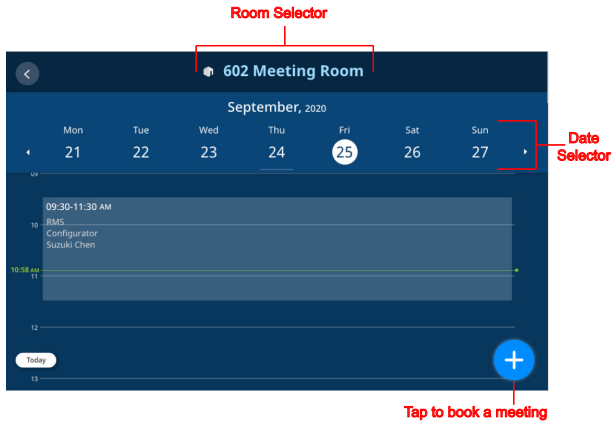 Room Selector
602 Meeting Room
September, 2020
Mon Tue Wed Thu Fri Sat Sun
21 22 23 24 25 26 27
Date
Selector
09
09:30-11:30 AM
10
RMS
Configurator
Suzuki Chen
10:58 AM
11
12
Today
13
Tap to book a meeting